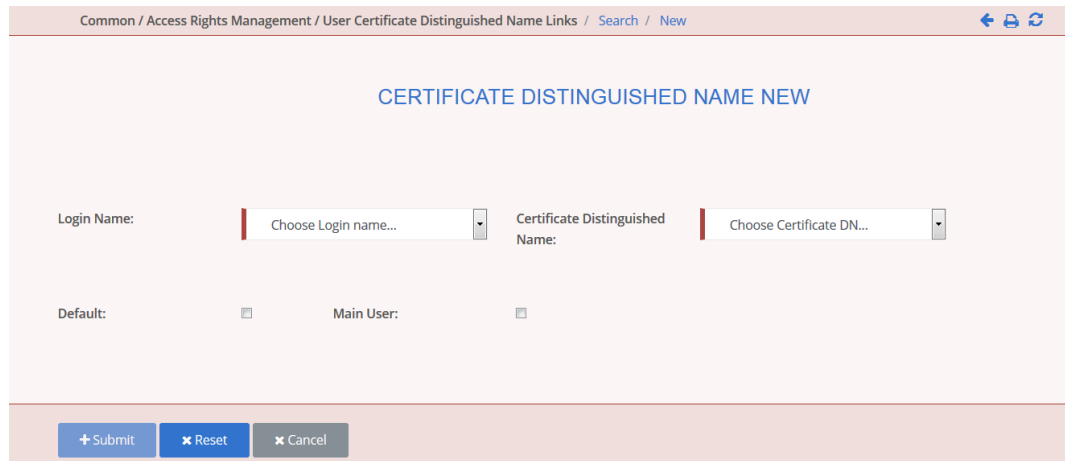 Common / Access Rights Management / User Certificate Distinguished Name Links / Search / New
CERTIFICATE DISTINGUISHED NAME NEW
Login Name:
Choose Login name...
Certificate Distinguished
Name:
Choose Certificate DN...
Default:
Main User:
Submit
Reset
Cancel